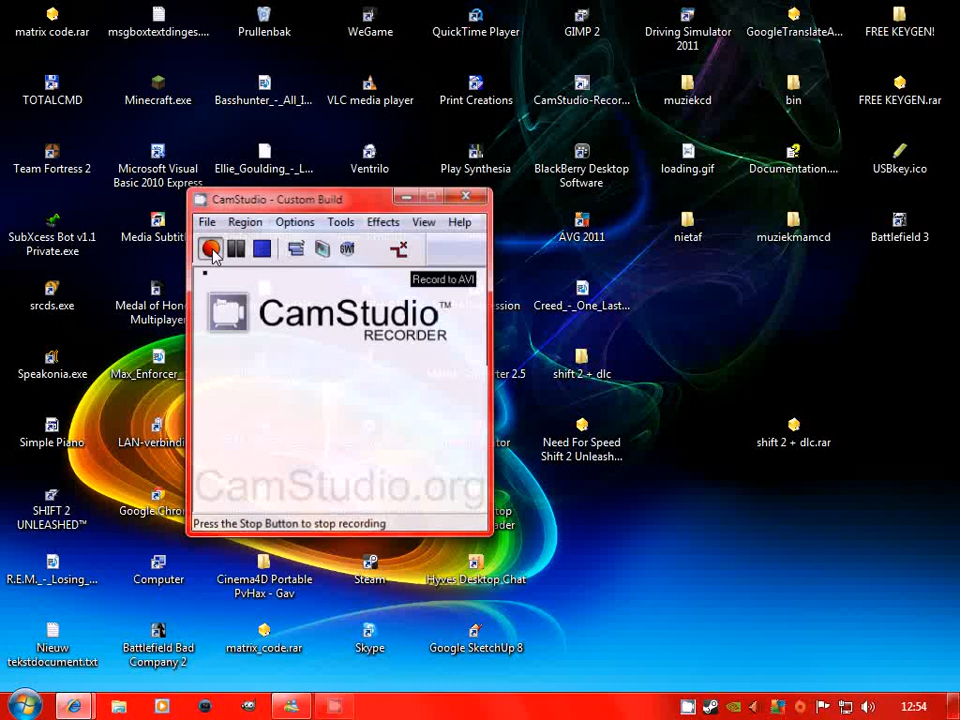 matrix code.rar
msgboxtextdinges....
Prullenbak
WeGame
QuickTime Player
GIMP 2
Driving Simulator
2011
GoogleTranslateA...
FREE KEYGEN!
TOTALCMD
Minecraft.exe
Basshunter_-_All_I...
VLC media player
Print Creations
CamStudio-Recor...
muziekcd
bin
FREE KEYGEN.rar
Team Fortress 2
Microsoft Visual
Basic 2010 Express
Ellie_Goulding_-_L...
Ventrilo
Play Synthesia
BlackBerry Desktop
Software
loading.gif
Documentation....
USBkey.ico
CamStudio - Custom Build
File Region Options Tools Effects View Help
SWF
Record to AVI
CamStudio™
RECORDER
CamStudio.org
Press the Stop Button to stop recording
SubXcess Bot v1.1
Private.exe
Media Subtit
AVG 2011
nietaf
muziekmamcd
Battlefield 3
srcds.exe
Medal of Hon
Multiplayer
Creed_-_One_Last...
Speakonia.exe
Max_Enforcer_
2.5
shift 2 + dlc
Simple Piano
LAN-verbindi
Need For Speed
Shift 2 Unleash...
shift 2 + dlc.rar
SHIFT 2
UNLEASHED™
Google Chro
R.E.M._-_Losing_...
Computer
Cinema4D Portable
PvHax - Gav
Steam
Hyves Desktop Chat
Nieuw
tekstdocument.txt
Battlefield Bad
Company 2
matrix_code.rar
Skype
Google SketchUp 8
12:54